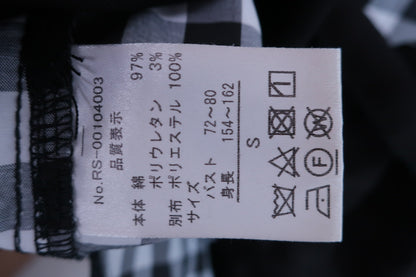 No.RS-00104003
品質表示
本体 綿 97%
ポリウレタン 3%
別布 ポリエステル 100%
サイズ S
バスト 72～80
身長 154～162
F